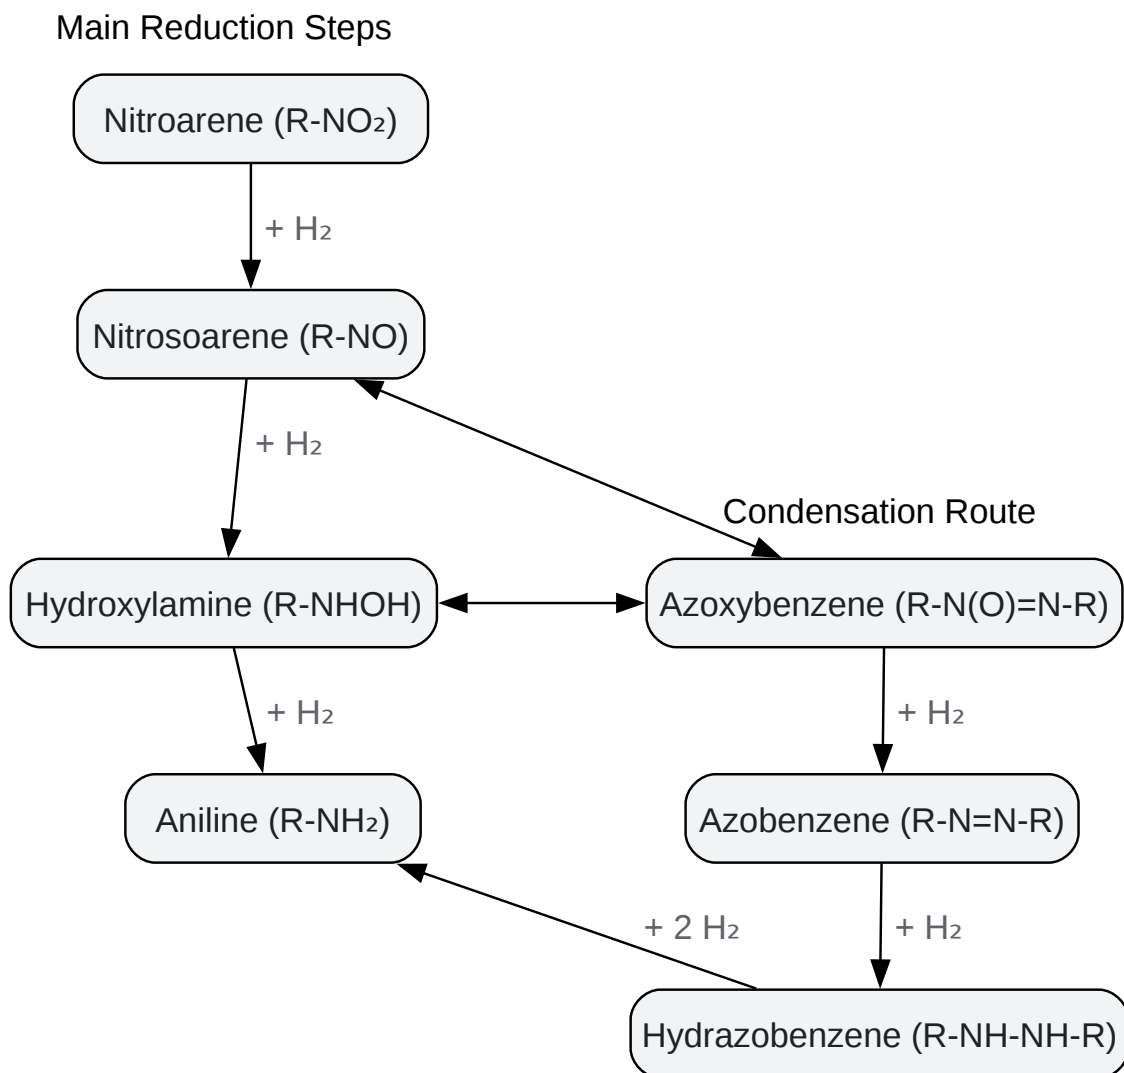 Main Reduction Steps
Nitroarene (R-NO₂)
+ H₂
Nitrosoarene (R-NO)
+ H₂
Condensation Route
Hydroxylamine (R-NHOH)
Azoxybenzene (R-N(O)=N-R)
+ H₂
+ H₂
Aniline (R-NH₂)
Azobenzene (R-N=N-R)
+ 2 H₂
+ H₂
Hydrazobenzene (R-NH-NH-R)